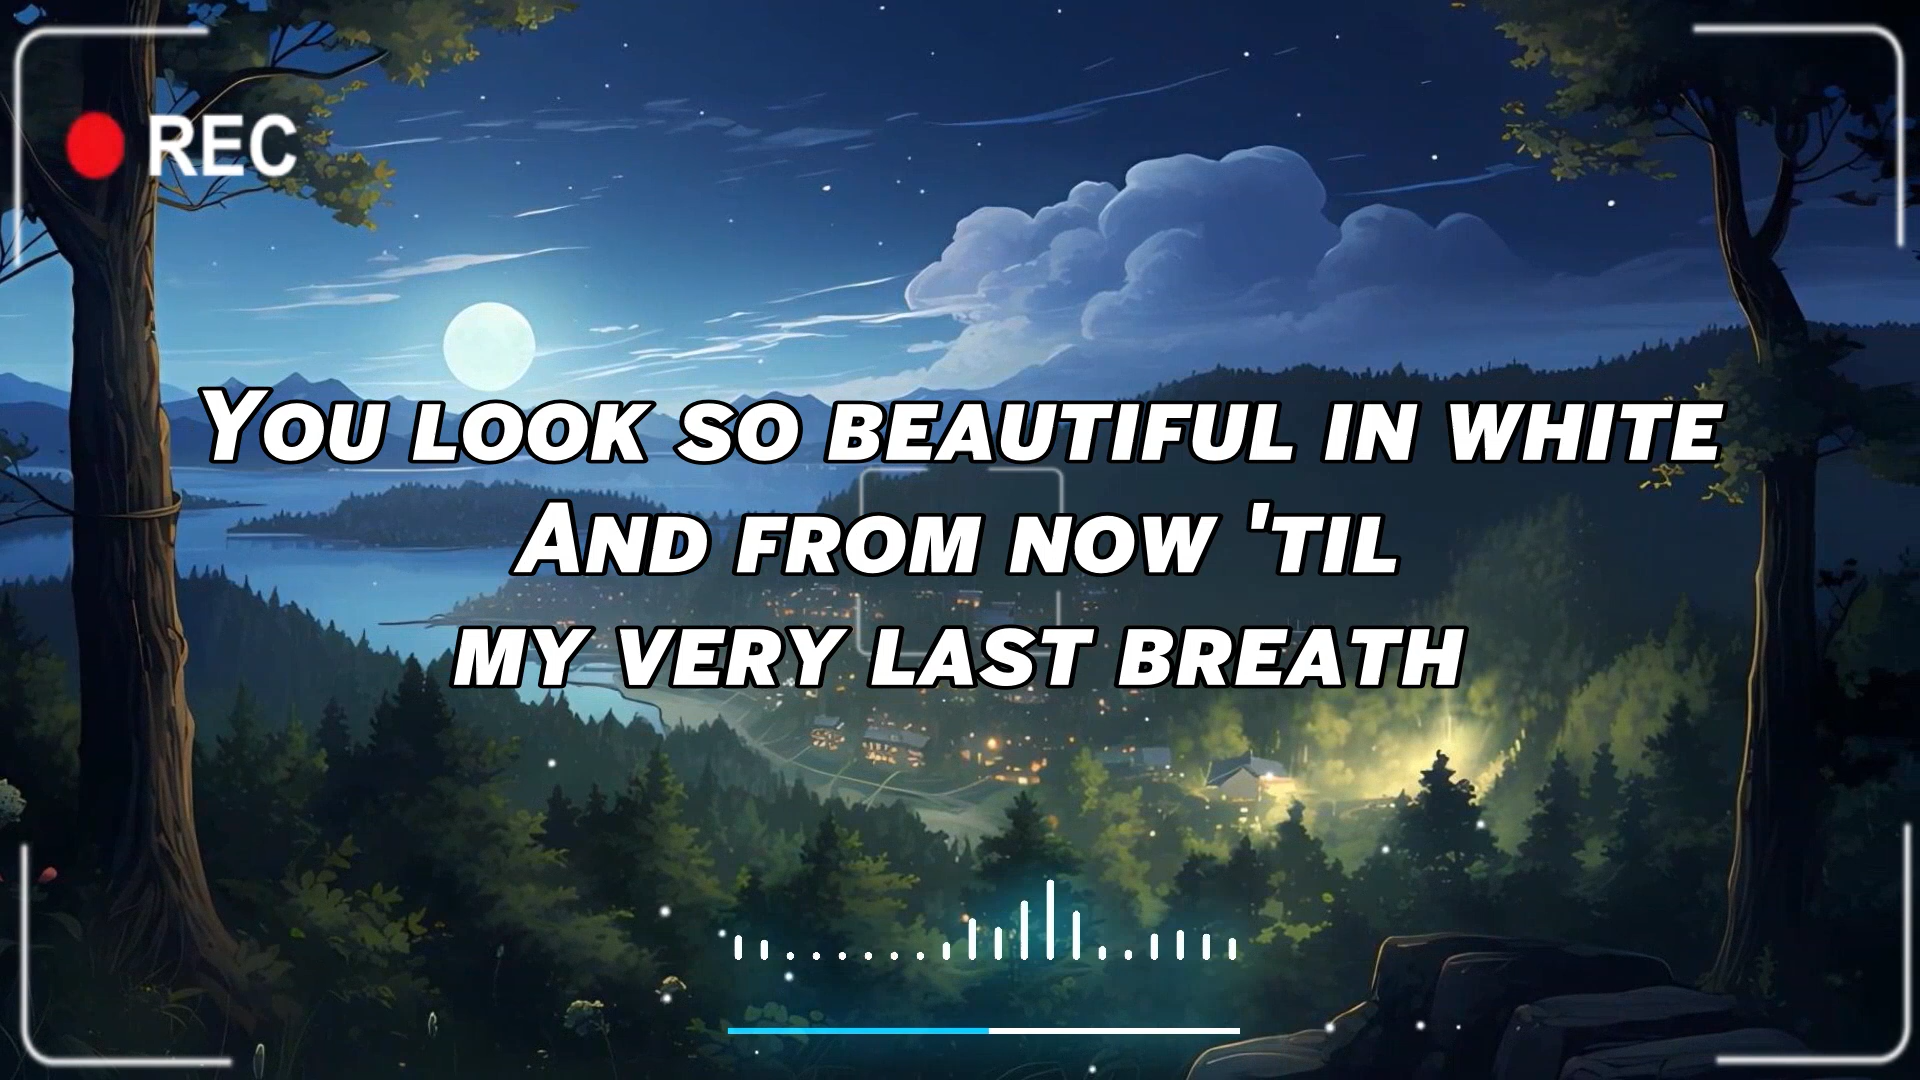 REC
You look so beautiful in white
And from now 'til
my very last breath